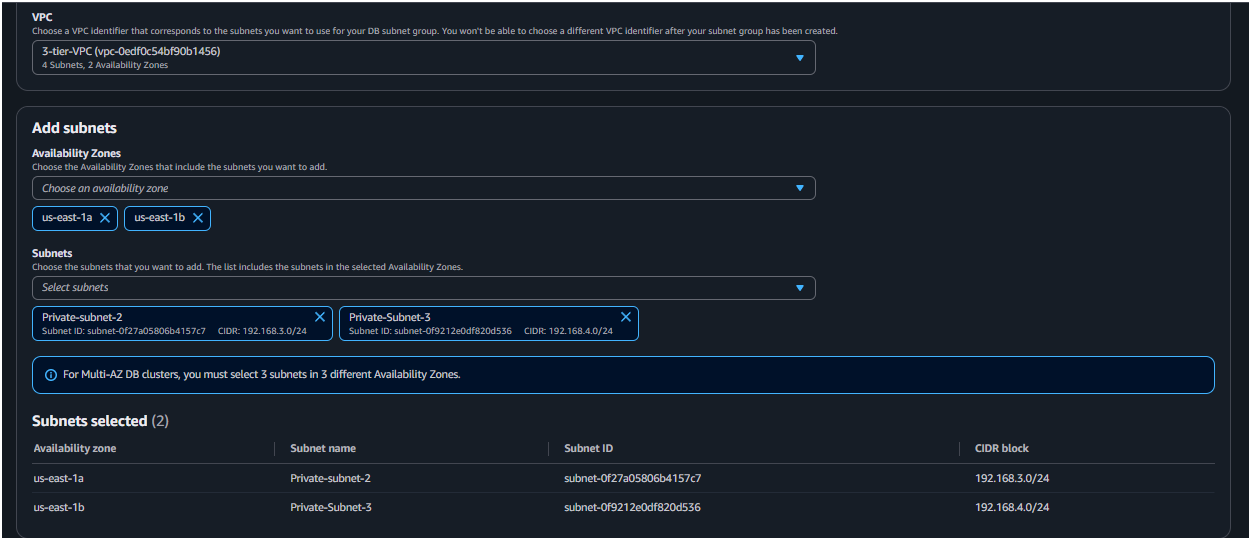 VPC
Choose a VPC identifier that corresponds to the subnets you want to use for your DB subnet group. You won't be able to choose a different VPC identifier after your subnet group has been created.
3-tier-VPC (vpc-0edf0c54bf90b1456)
4 Subnets, 2 Availability Zones
Add subnets
Availability Zones
Choose the Availability Zones that include the subnets you want to add.
Choose an availability zone
us-east-1a us-east-1b
Subnets
Choose the subnets that you want to add. The list includes the subnets in the selected Availability Zones.
Select subnets
Private-subnet-2 Private-Subnet-3
Subnet ID: subnet-0f27a05806b4157c7 CIDR: 192.168.3.0/24 Subnet ID: subnet-0f9212e0df820d536 CIDR: 192.168.4.0/24
For Multi-AZ DB clusters, you must select 3 subnets in 3 different Availability Zones.
Subnets selected (2)
Availability zone Subnet name Subnet ID CIDR block
us-east-1a Private-subnet-2 subnet-0f27a05806b4157c7 192.168.3.0/24
us-east-1b Private-Subnet-3 subnet-0f9212e0df820d536 192.168.4.0/24